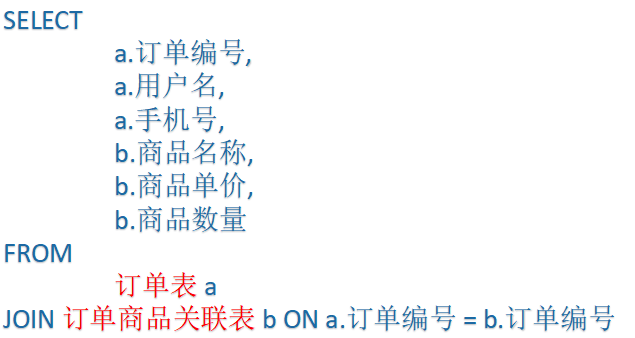 SELECT
a.订单编号,
a.用户名,
a.手机号,
b.商品名称,
b.商品单价,
b.商品数量
FROM
订单表 a
JOIN 订单商品关联表 b ON a.订单编号 = b.订单编号